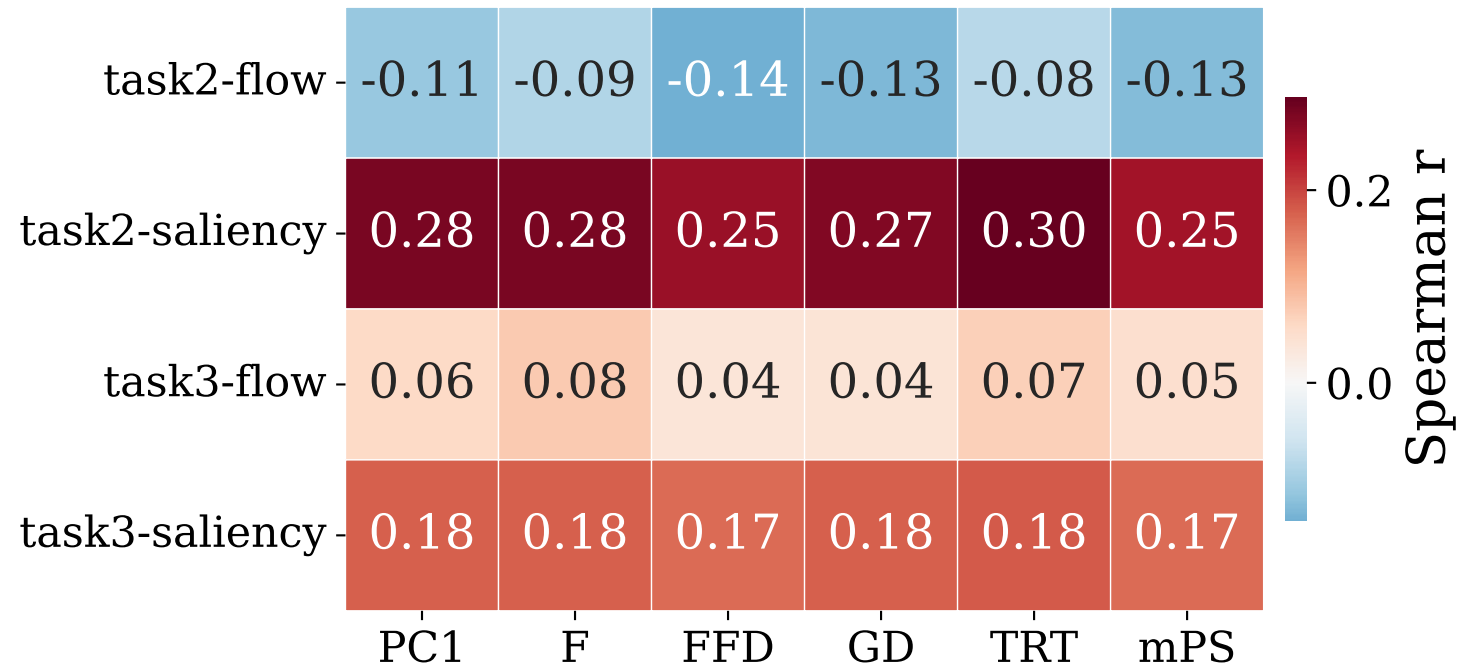 task2-flow -0.11 -0.09 -0.14 -0.13 -0.08 -0.13
task2-saliency 0.28 0.28 0.25 0.27 0.30 0.25
task3-flow 0.06 0.08 0.04 0.04 0.07 0.05
task3-saliency 0.18 0.18 0.17 0.18 0.18 0.17
PC1 F FFD GD TRT mPS
0.2
0.0
Spearman r